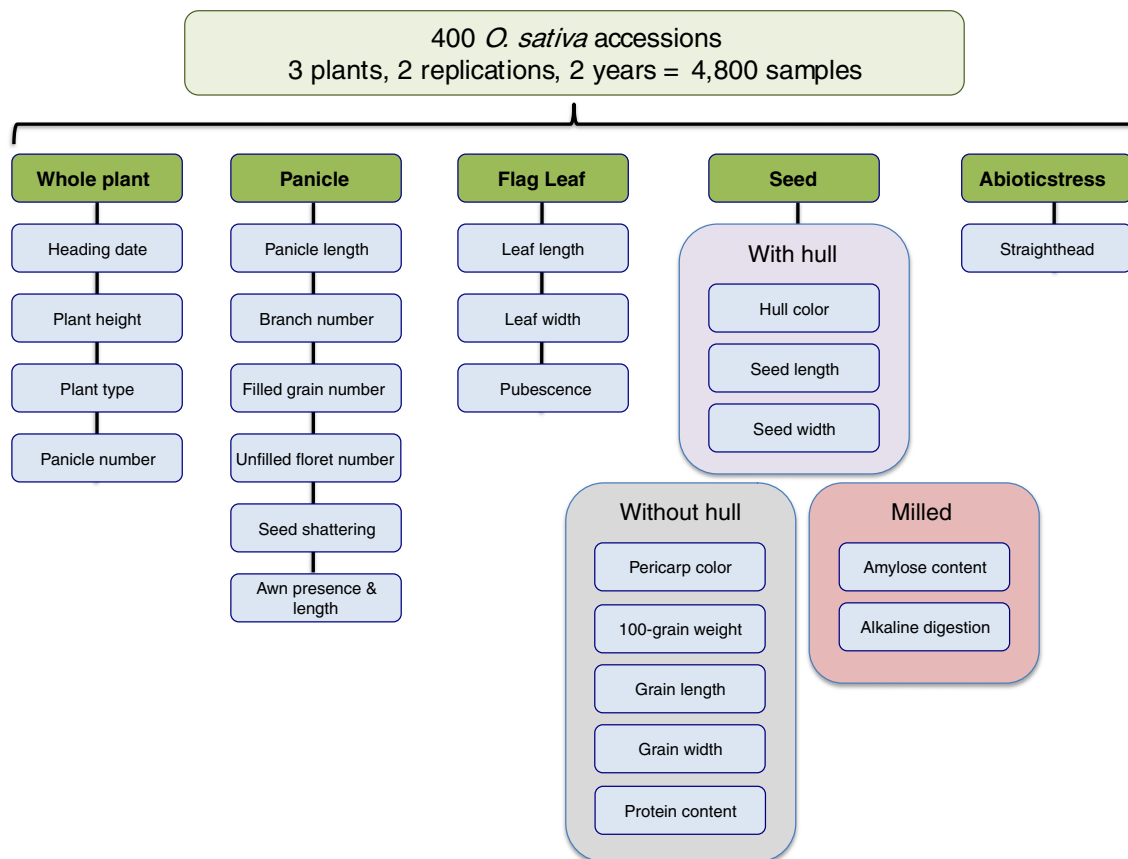 400 O. sativa accessions
3 plants, 2 replications, 2 years = 4,800 samples
Whole plant
Heading date
Plant height
Plant type
Panicle number
Panicle
Panicle length
Branch number
Filled grain number
Unfilled floret number
Seed shattering
Awn presence &
length
Flag Leaf
Leaf length
Leaf width
Pubescence
Seed
With hull
Hull color
Seed length
Seed width
Without hull
Pericarp color
100-grain weight
Grain length
Grain width
Protein content
Milled
Amylose content
Alkaline digestion
Abioticstress
Straighthead